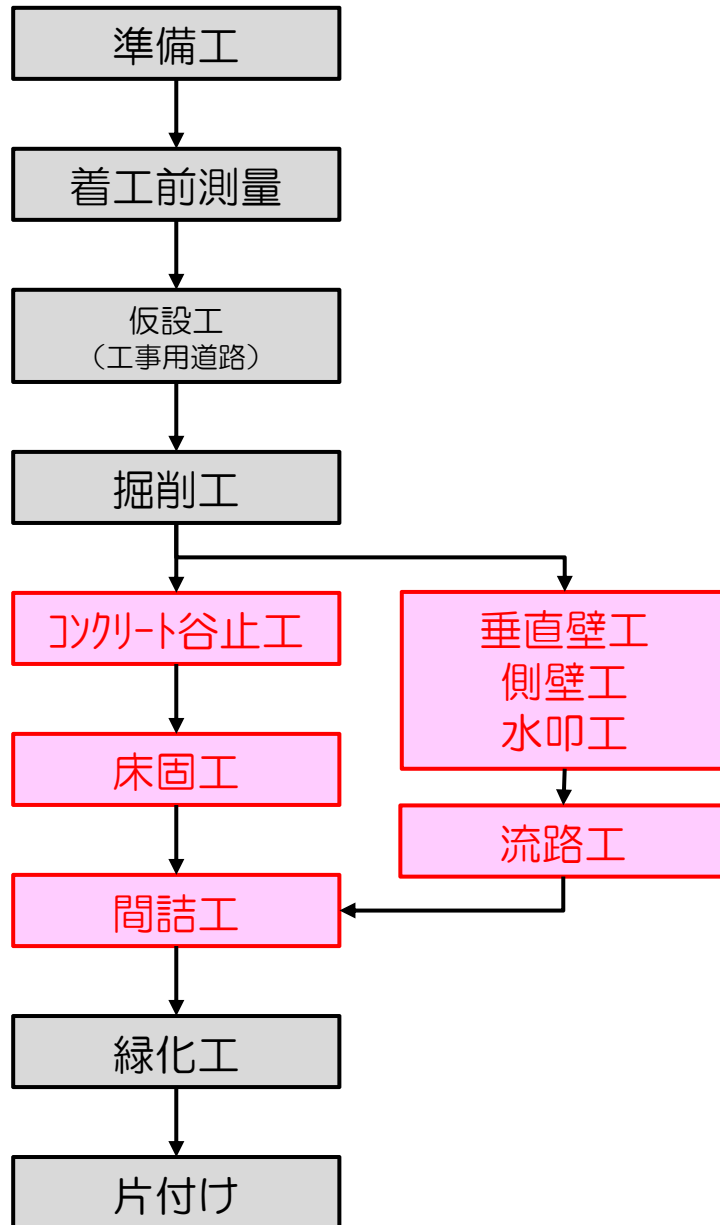 準備工
着工前測量
仮設工
（工事用道路）
掘削工
コンクリート谷止工
床固工
間詰工
垂直壁工
側壁工
水叩工
流路工
緑化工
片付け